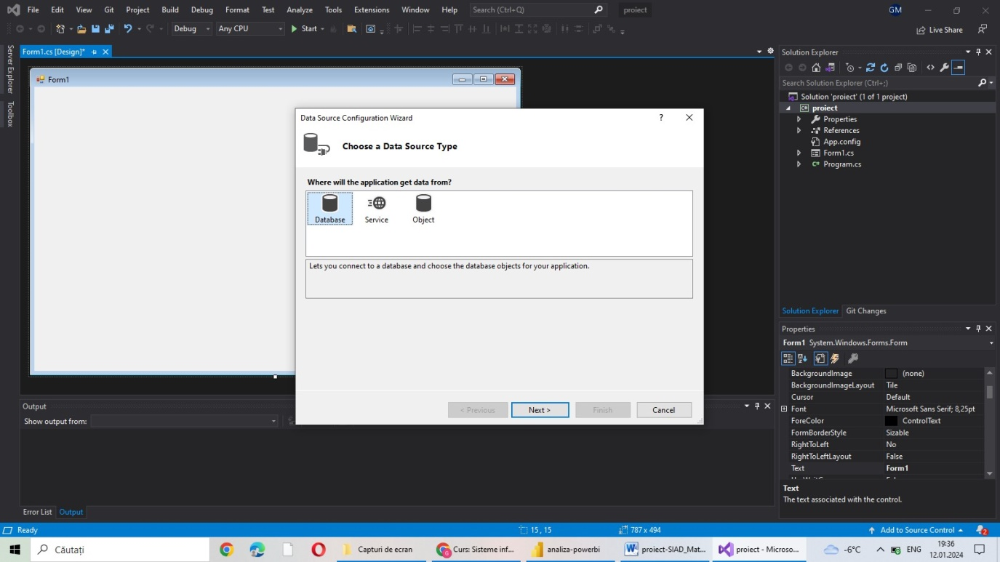 File Edit View Git Project Build Debug Format Test Analyze Tools Extensions Window Help Search (Ctrl+Q) project GM
Debug Any CPU Start Live Share
Server Explorer
Toolbox
Form1.cs [Design]*
Form1
Data Source Configuration Wizard ?
Choose a Data Source Type
Where will the application get data from?
Database Service Object
Lets you connect to a database and choose the database objects for your application.
< Previous Next > Finish Cancel
Output
Show output from:
Error List Output
Solution Explorer
Search Solution Explorer (Ctrl+;)
Solution 'proiect' (1 of 1 project)
proiect
Properties
References
App.config
Form1.cs
C# Program.cs
Solution Explorer Git Changes
Properties
Form1 System.Windows.Forms.Form
BackgroundImage (none)
BackgroundImageLayout Tile
Cursor Default
Font Microsoft Sans Serif; 8,25pt
ForeColor ControlText
FormBorderStyle Sizable
RightToLeft No
RightToLeftLayout False
Text Form1
Text
The text associated with the control.
Ready 15 , 15 787 x 494 Add to Source Control 2
Căutați Capturi de ecran Curs: Sisteme inf... analiza-powerbi proiect-SIAD_Mat... proiect - Microso... -6°C ENG 19:36
12.01.2024